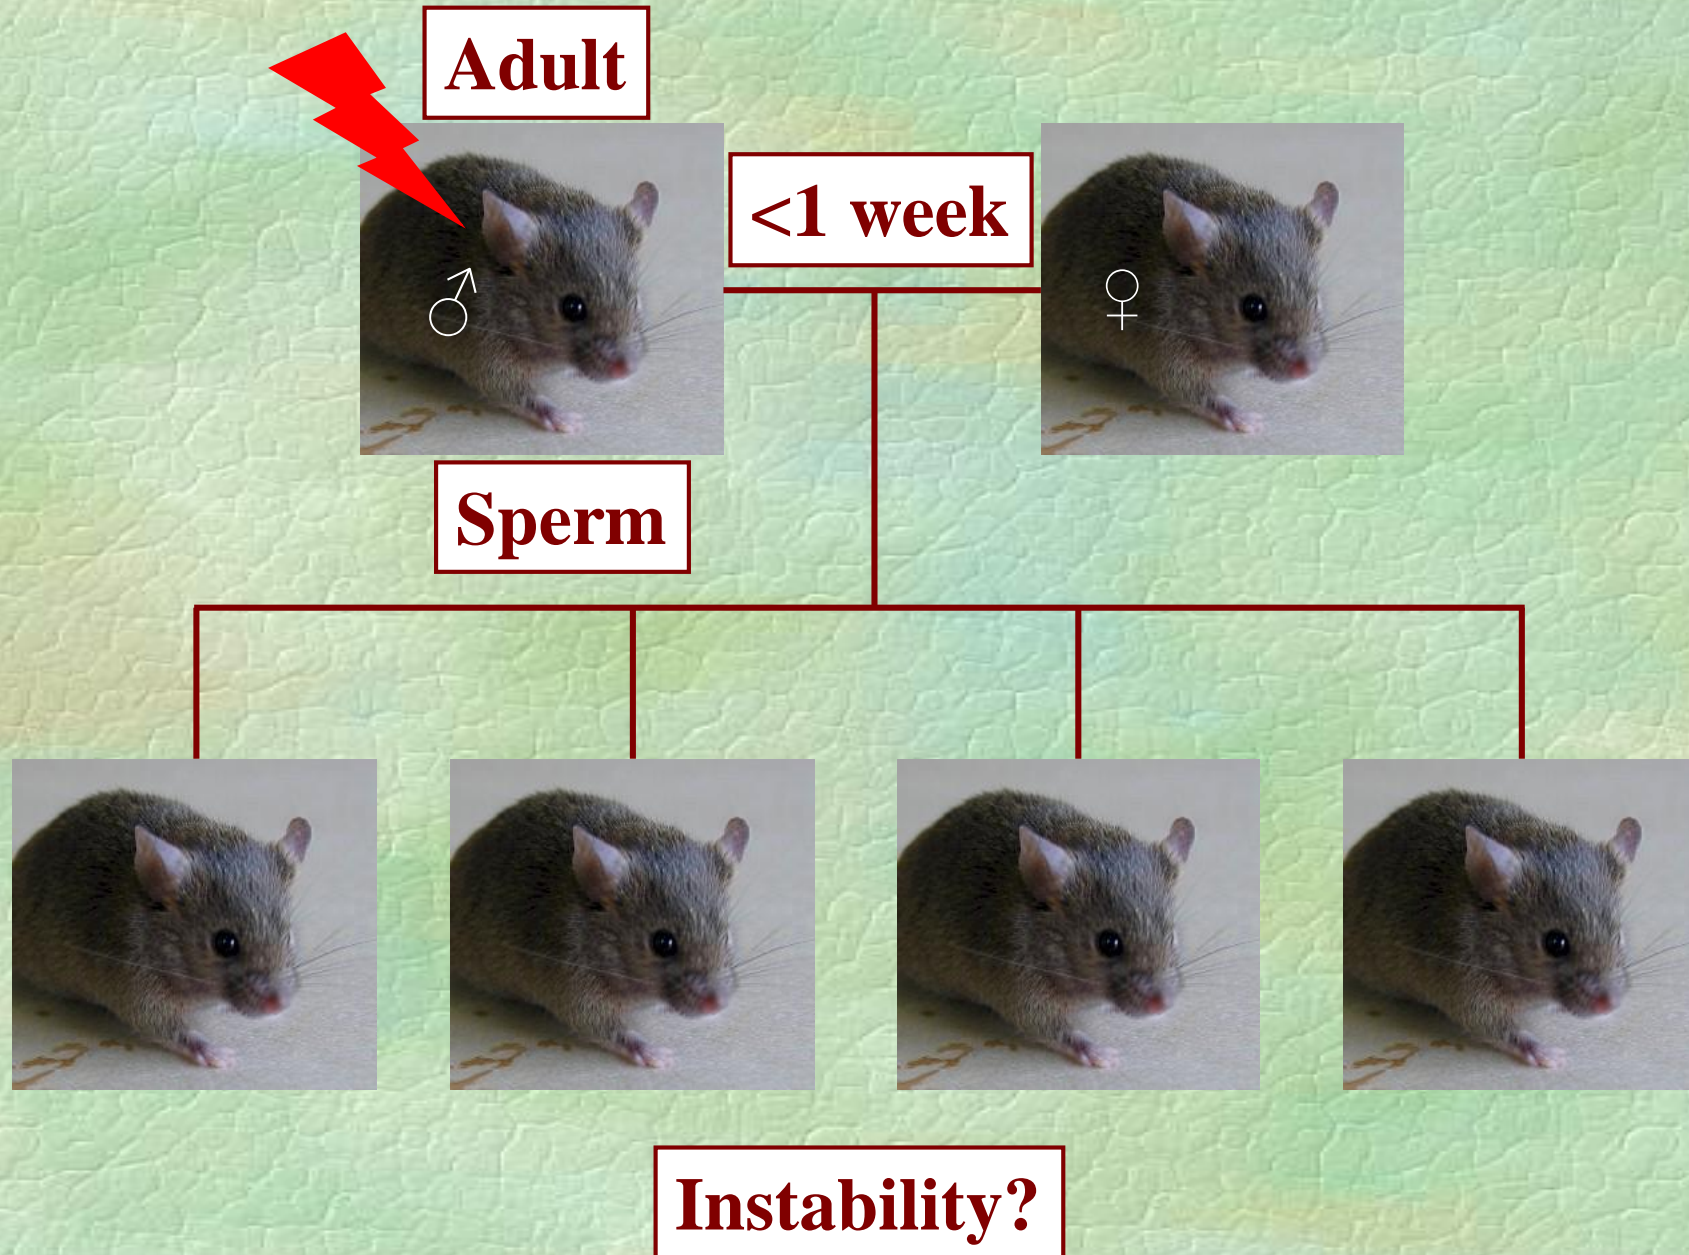 Adult
<1 week
♂
♀
Sperm
Instability?